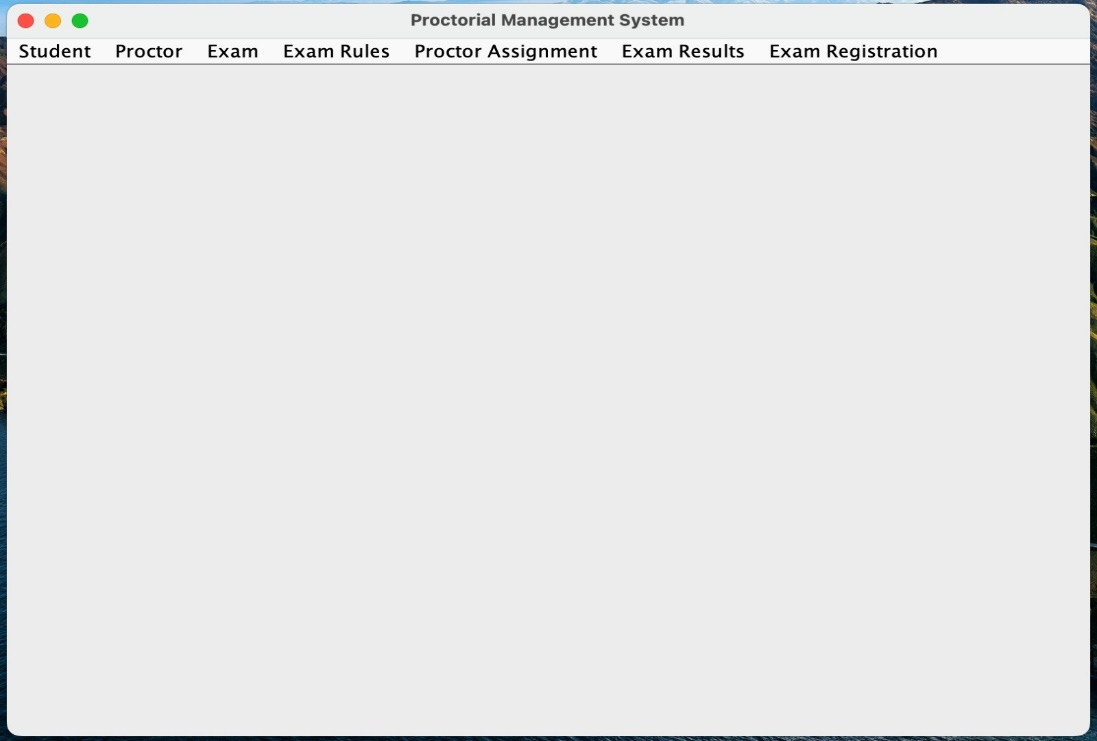 Proctorial Management System
Student Proctor Exam Exam Rules Proctor Assignment Exam Results Exam Registration